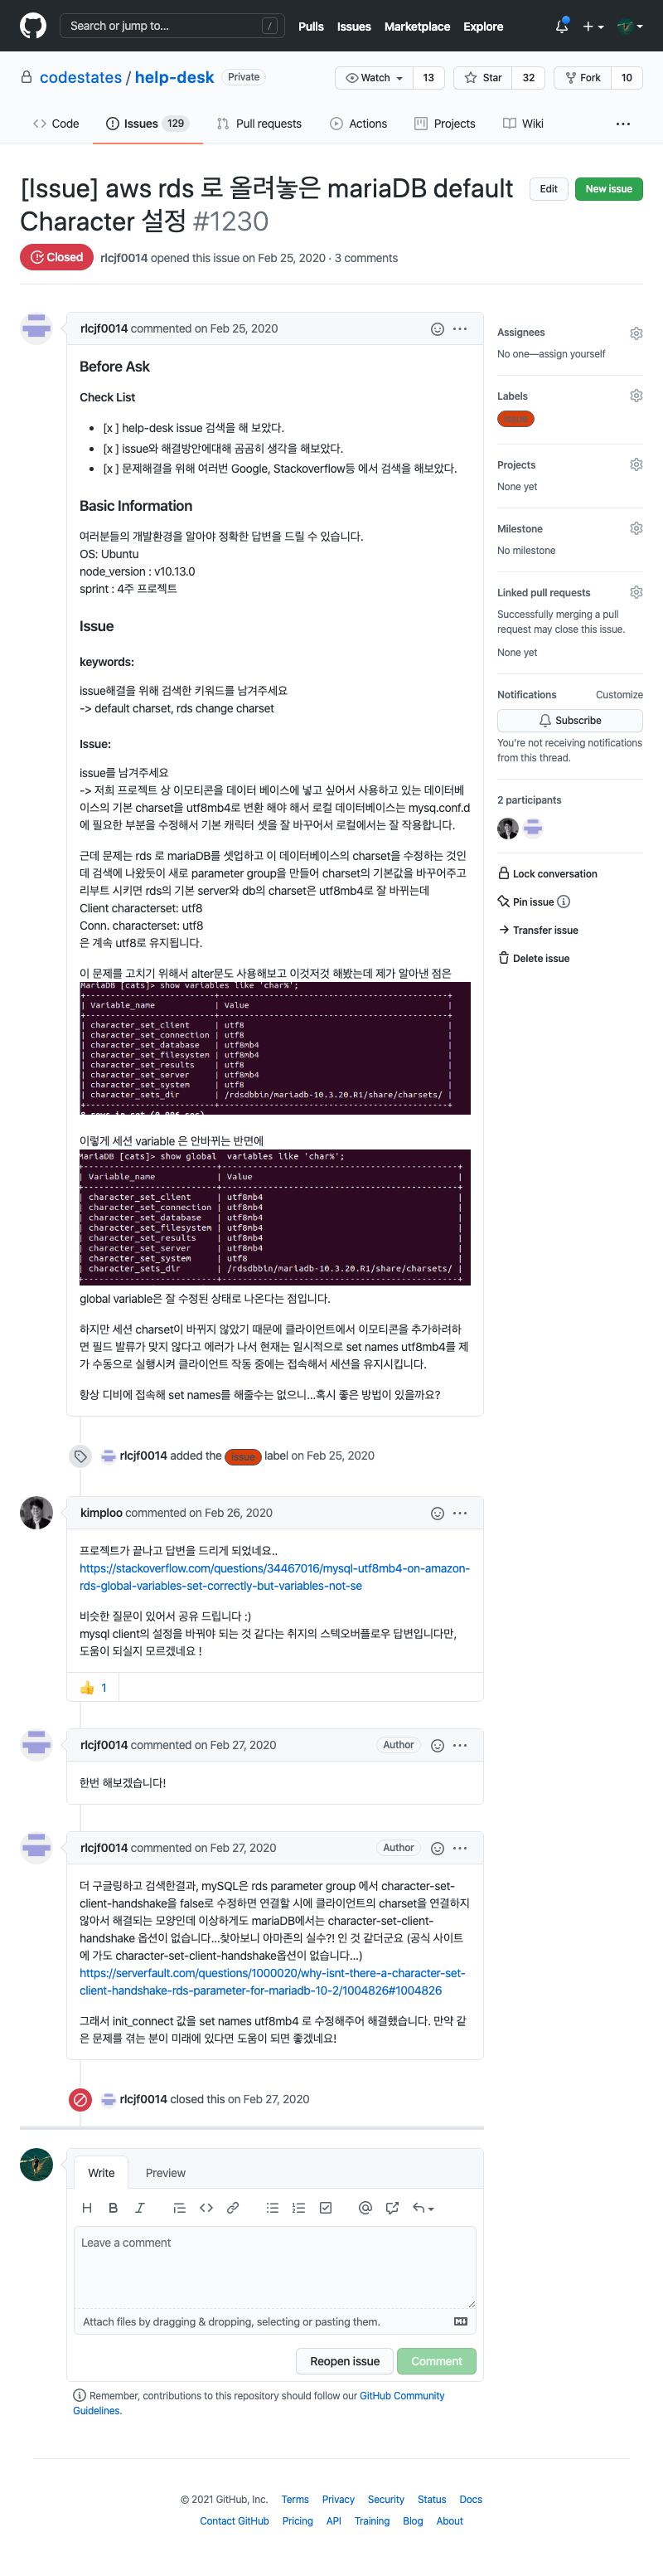 Search or jump to...
/
Pulls Issues Marketplace Explore
codestates / help-desk Private
Watch 13 Star 32 Fork 10
Code Issues 129 Pull requests Actions Projects Wiki
[Issue] aws rds 로 올려놓은 mariaDB default
Character 설정 #1230
Edit New issue
Closed rlcjf0014 opened this issue on Feb 25, 2020 · 3 comments
rlcjf0014 commented on Feb 25, 2020
Before Ask
Check List
• [x ] help-desk issue 검색을 해 보았다.
• [x ] issue와 해결방안에대해 곰곰히 생각을 해보았다.
• [x ] 문제해결을 위해 여러번 Google, Stackoverflow등 에서 검색을 해보았다.
Basic Information
여러분들의 개발환경을 알아야 정확한 답변을 드릴 수 있습니다.
OS: Ubuntu
node_version : v10.13.0
sprint : 4주 프로젝트
Issue
keywords:
issue해결을 위해 검색한 키워드를 남겨주세요
-> default charset, rds change charset
Issue:
issue를 남겨주세요
-> 저희 프로젝트 상 이모티콘을 데이터 베이스에 넣고 싶어서 사용하고 있는 데이터베
이스의 기본 charset을 utf8mb4로 변환 해야 해서 로컬 데이터베이스는 mysq.conf.d
에 필요한 부분을 수정해서 기본 캐릭터 셋을 잘 바꾸어서 로컬에서는 잘 작용합니다.
근데 문제는 rds 로 mariaDB를 셋업하고 이 데이터베이스의 charset을 수정하는 것인
데 검색에 나왔듯이 새로 parameter group을 만들어 charset의 기본값을 바꾸어주고
리부트 시키면 rds의 기본 server와 db의 charset은 utf8mb4로 잘 바뀌는데
Client characterset: utf8
Conn. characterset: utf8
은 계속 utf8로 유지됩니다.
이 문제를 고치기 위해서 alter문도 사용해보고 이것저것 해봤는데 제가 알아낸 점은
MariaDB [cats]> show variables like 'char%';
+--------------------------+------------------------------------------------+
| Variable_name | Value |
+--------------------------+------------------------------------------------+
| character_set_client | utf8 |
| character_set_connection | utf8 |
| character_set_database | utf8mb4 |
| character_set_filesystem | utf8mb4 |
| character_set_results | utf8 |
| character_set_server | utf8mb4 |
| character_set_system | utf8 |
| character_sets_dir | /rdsdbbin/mariadb-10.3.20.R1/share/charsets/ |
+--------------------------+------------------------------------------------+
이렇게 세션 variable 은 안바뀌는 반면에
MariaDB [cats]> show global variables like 'char%';
+--------------------------+------------------------------------------------+
| Variable_name | Value |
+--------------------------+------------------------------------------------+
| character_set_client | utf8mb4 |
| character_set_connection | utf8mb4 |
| character_set_database | utf8mb4 |
| character_set_filesystem | utf8mb4 |
| character_set_results | utf8mb4 |
| character_set_server | utf8mb4 |
| character_set_system | utf8 |
| character_sets_dir | /rdsdbbin/mariadb-10.3.20.R1/share/charsets/ |
+--------------------------+------------------------------------------------+
global variable은 잘 수정된 상태로 나온다는 점입니다.
하지만 세션 charset이 바뀌지 않았기 때문에 클라이언트에서 이모티콘을 추가하려하
면 필드 발류가 맞지 않다고 에러가 나서 현재는 일시적으로 set names utf8mb4를 제
가 수동으로 실행시켜 클라이언트 작동 중에는 접속해서 세션을 유지시킵니다.
항상 디비에 접속해 set names를 해줄수는 없으니...혹시 좋은 방법이 있을까요?
rlcjf0014 added the issue label on Feb 25, 2020
kimploo commented on Feb 26, 2020
프로젝트가 끝나고 답변을 드리게 되었네요..
https://stackoverflow.com/questions/34467016/mysql-utf8mb4-on-amazon-
rds-global-variables-set-correctly-but-variables-not-se
비슷한 질문이 있어서 공유 드립니다 :)
mysql client의 설정을 바꿔야 되는 것 같다는 취지의 스텍오버플로우 답변입니다만,
도움이 되실지 모르겠네요 !
👍 1
rlcjf0014 commented on Feb 27, 2020 Author
한번 해보겠습니다!
rlcjf0014 commented on Feb 27, 2020 Author
더 구글링하고 검색한결과, mySQL은 rds parameter group 에서 character-set-
client-handshake을 false로 수정하면 연결할 시에 클라이언트의 charset을 연결하지
않아서 해결되는 모양인데 이상하게도 mariaDB에서는 character-set-client-
handshake 옵션이 없습니다...찾아보니 아마존의 실수?! 인 것 같더군요 (공식 사이트
에 가도 character-set-client-handshake옵션이 없습니다...)
https://serverfault.com/questions/1000020/why-isnt-there-a-character-set-
client-handshake-rds-parameter-for-mariadb-10-2/1004826#1004826
그래서 init_connect 값을 set names utf8mb4 로 수정해주어 해결했습니다. 만약 같
은 문제를 겪는 분이 미래에 있다면 도움이 되면 좋겠네요!
rlcjf0014 closed this on Feb 27, 2020
Write Preview
H B I
Leave a comment
Attach files by dragging & dropping, selecting or pasting them.
Reopen issue Comment
Remember, contributions to this repository should follow our GitHub Community
Guidelines.
Assignees
No one—assign yourself
Labels
issue
Projects
None yet
Milestone
No milestone
Linked pull requests
Successfully merging a pull
request may close this issue.
None yet
Notifications Customize
Subscribe
You're not receiving notifications
from this thread.
2 participants
Lock conversation
Pin issue
Transfer issue
Delete issue
© 2021 GitHub, Inc. Terms Privacy Security Status Docs
Contact GitHub Pricing API Training Blog About